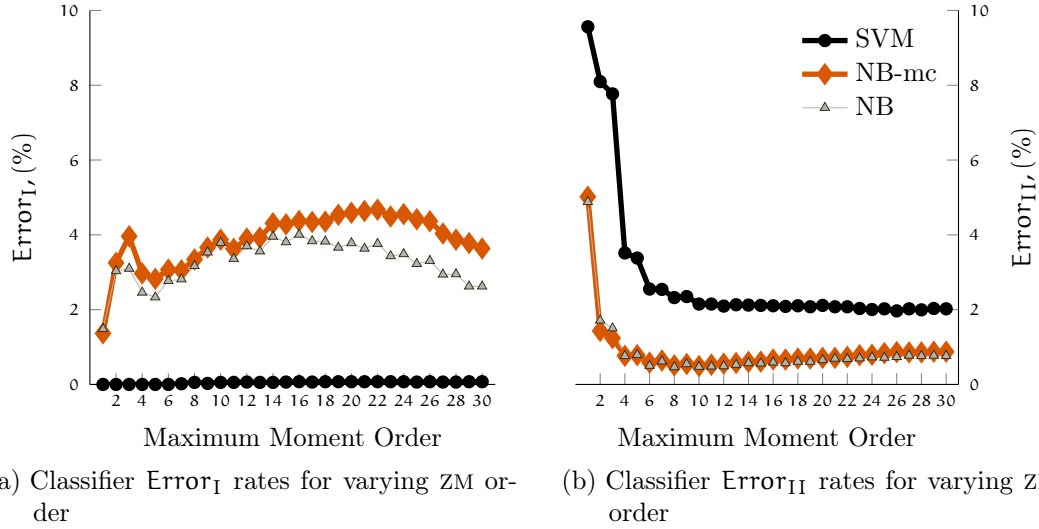 10
8
6
4
2
0
Error_I, (%)
2 4 6 8 10 12 14 16 18 20 22 24 26 28 30
Maximum Moment Order
a) Classifier Error_I rates for varying ZM or-
der
SVM
NB-mc
NB
10
8
6
4
2
0
Error_II, (%)
2 4 6 8 10 12 14 16 18 20 22 24 26 28 30
Maximum Moment Order
(b) Classifier Error_II rates for varying
order